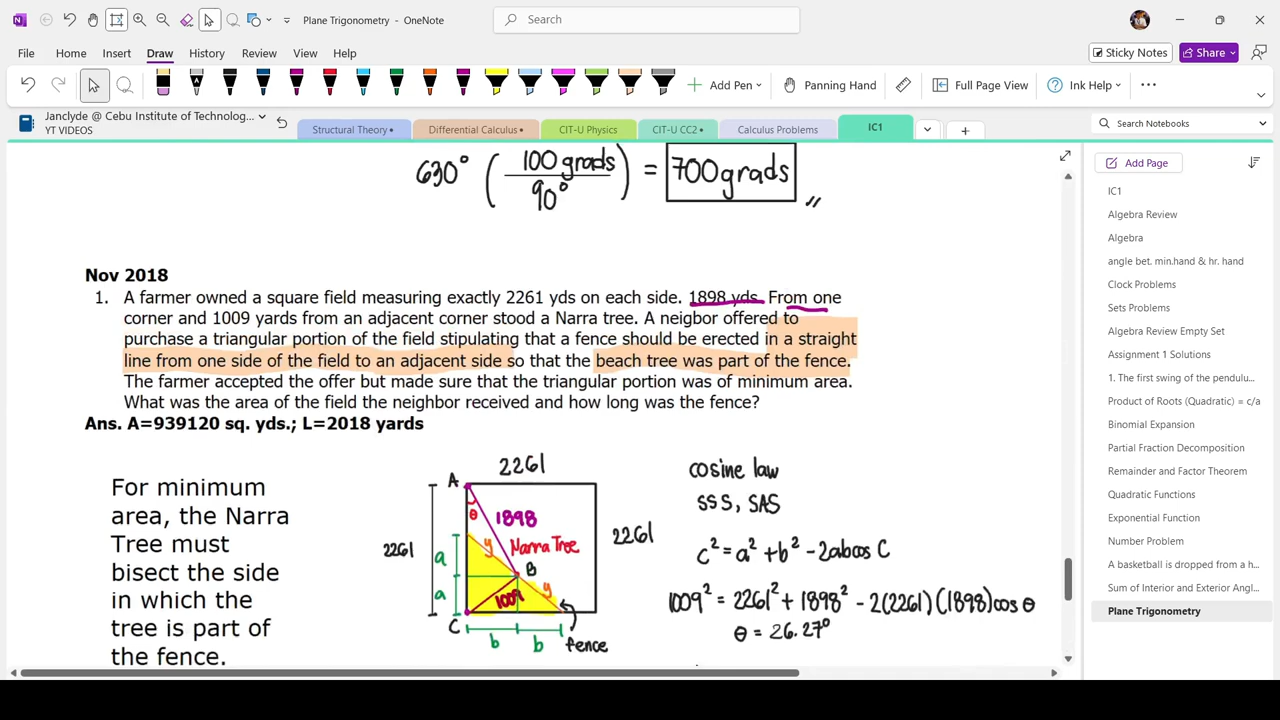 Plane Trigonometry - OneNote
Search
File Home Insert Draw History Review View Help
Sticky Notes
Share
Add Pen
Panning Hand
Full Page View
Ink Help
Janclyde @ Cebu Institute of Technolog...
YT VIDEOS
Structural Theory
Differential Calculus
CIT-U Physics
CIT-U CC2
Calculus Problems
IC1
Search Notebooks
Add Page
IC1
Algebra Review
Algebra
angle bet. min.hand & hr. hand
Clock Problems
Sets Problems
Algebra Review Empty Set
Assignment 1 Solutions
1. The first swing of the pendulu...
Product of Roots (Quadratic) = c/a
Binomial Expansion
Partial Fraction Decomposition
Remainder and Factor Theorem
Quadratic Functions
Exponential Function
Number Problem
A basketball is dropped from a h...
Sum of Interior and Exterior Angl...
Plane Trigonometry
630° (100 grads / 90°) = 700 grads //
Nov 2018
1. A farmer owned a square field measuring exactly 2261 yds on each side. 1898 yds. From one
corner and 1009 yards from an adjacent corner stood a Narra tree. A neigbor offered to
purchase a triangular portion of the field stipulating that a fence should be erected in a straight
line from one side of the field to an adjacent side so that the beach tree was part of the fence.
The farmer accepted the offer but made sure that the triangular portion was of minimum area.
What was the area of the field the neighbor received and how long was the fence?
Ans. A=939120 sq. yds.; L=2018 yards
For minimum
area, the Narra
Tree must
bisect the side
in which the
tree is part of
the fence.
2261
A
θ
1898
2261
2261
a
y
Narra Tree
B
a
1009
y
C
b
b
fence
cosine law
SSS, SAS
c² = a² + b² - 2ab cos C
1009² = 2261² + 1898² - 2(2261)(1898) cos θ
θ = 26.27°